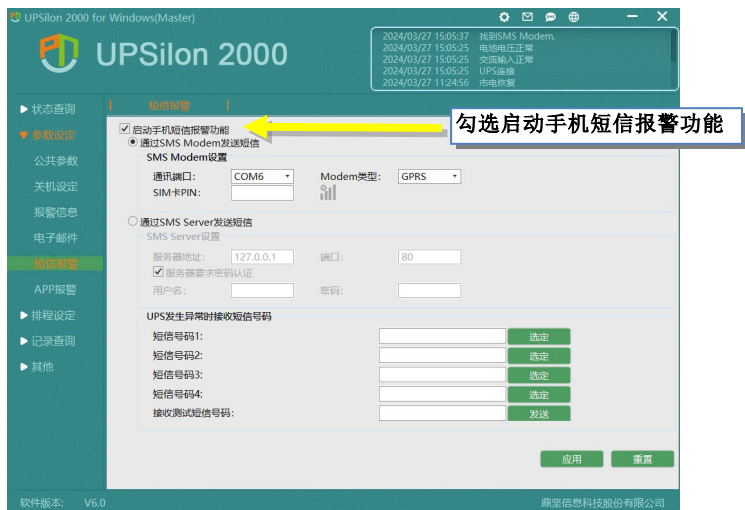 UPSilon 2000 for Windows(Master)
UPSilon 2000
2024/03/27 15:05:37 找到SMS Modem.
2024/03/27 15:05:25 电池电压正常
2024/03/27 15:05:25 交流输入正常
2024/03/27 15:05:25 UPS连接
2024/03/27 11:24:56 市电恢复
状态查询
参数设定
公共参数
关机设定
报警信息
电子邮件
短信报警
APP报警
排程设定
记录查询
其他
短信报警
启动手机短信报警功能
勾选启动手机短信报警功能
通过SMS Modem发送短信
SMS Modem设置
通讯端口: COM6 Modem类型: GPRS
SIM卡PIN:
通过SMS Server发送短信
SMS Server设置
服务器地址: 127.0.0.1 端口: 80
服务器要求密码认证
用户名: 密码:
UPS发生异常时接收短信号码
短信号码1: 选定
短信号码2: 选定
短信号码3: 选定
短信号码4: 选定
接收测试短信号码: 发送
应用 重置
软件版本: V6.0
鼎坚信息科技股份有限公司